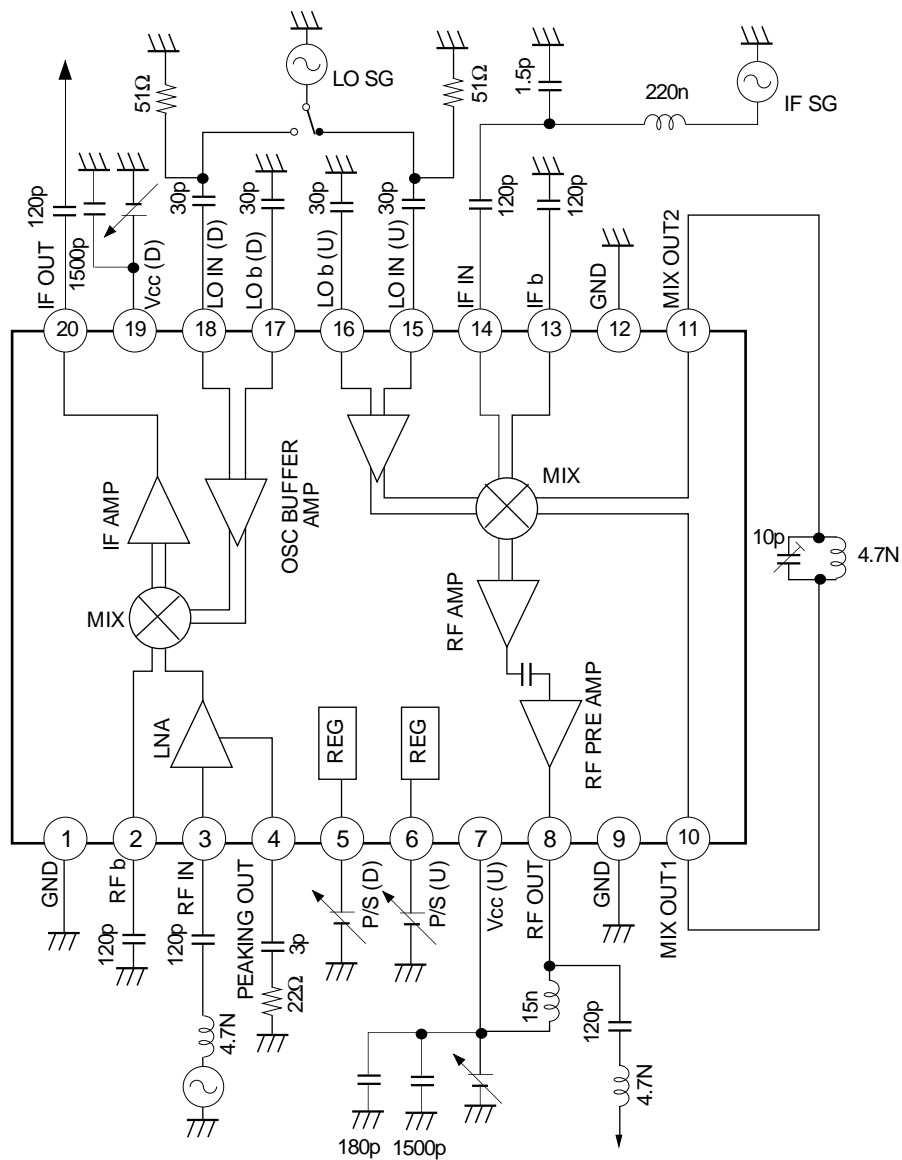 LO SG
IF SG
51Ω
51Ω
1.5p
220n
120p
1500p
30p
30p
30p
30p
120p
120p
IF OUT
Vcc (D)
LO IN (D)
LO b (D)
LO b (U)
LO IN (U)
IF IN
IF b
GND
MIX OUT2
20
19
18
17
16
15
14
13
12
11
IF AMP
OSC BUFFER
AMP
MIX
MIX
10p
4.7N
RF AMP
LNA
REG
REG
RF PRE AMP
1
2
3
4
5
6
7
8
9
10
GND
RF b
RF IN
PEAKING OUT
P/S (D)
P/S (U)
Vcc (U)
RF OUT
GND
MIX OUT1
120p
120p
3p
22Ω
4.7N
15n
120p
4.7N
180p
1500p